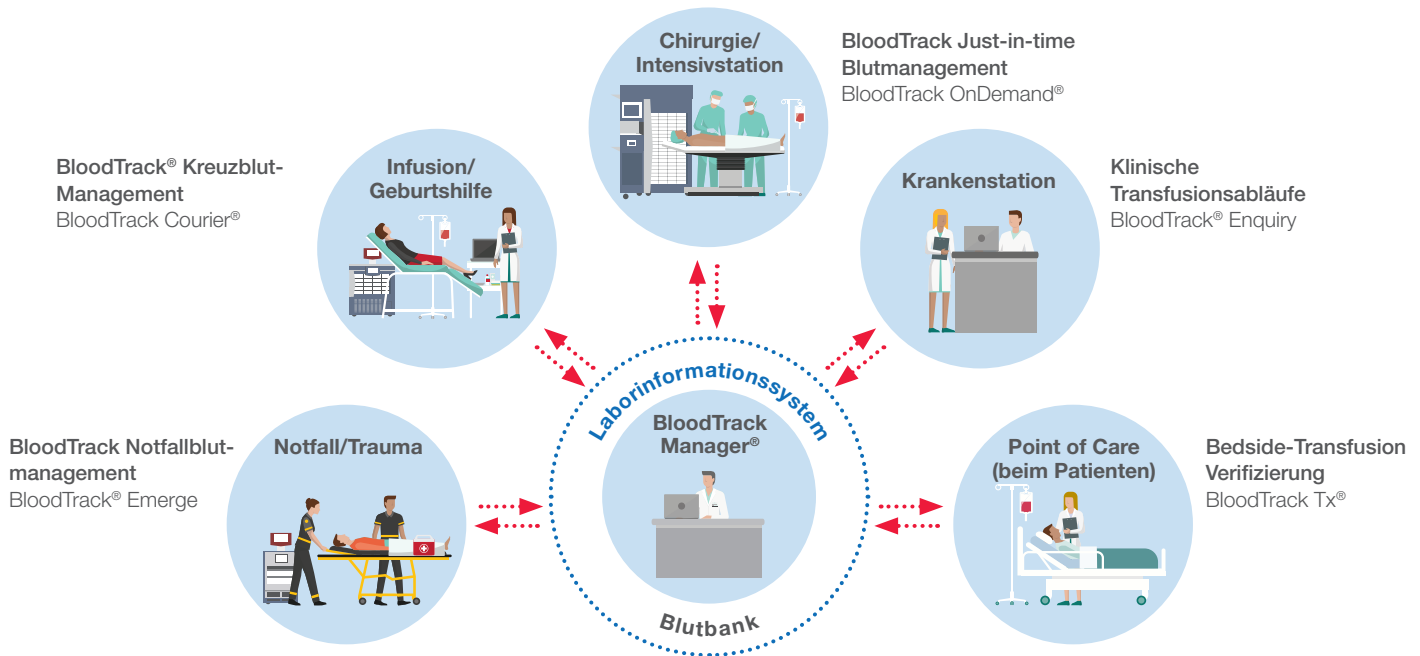 Chirurgie/
Intensivstation
BloodTrack Just-in-time
Blutmanagement
BloodTrack OnDemand®
BloodTrack® Kreuzblut-
Management
BloodTrack Courier®
Infusion/
Geburtshilfe
Krankenstation
Klinische
Transfusionsabläufe
BloodTrack® Enquiry
Laborinformationssystem
BloodTrack
Manager®
Blutbank
BloodTrack Notfallblut-
management
BloodTrack® Emerge
Notfall/Trauma
Point of Care
(beim Patienten)
Bedside-Transfusion
Verifizierung
BloodTrack Tx®